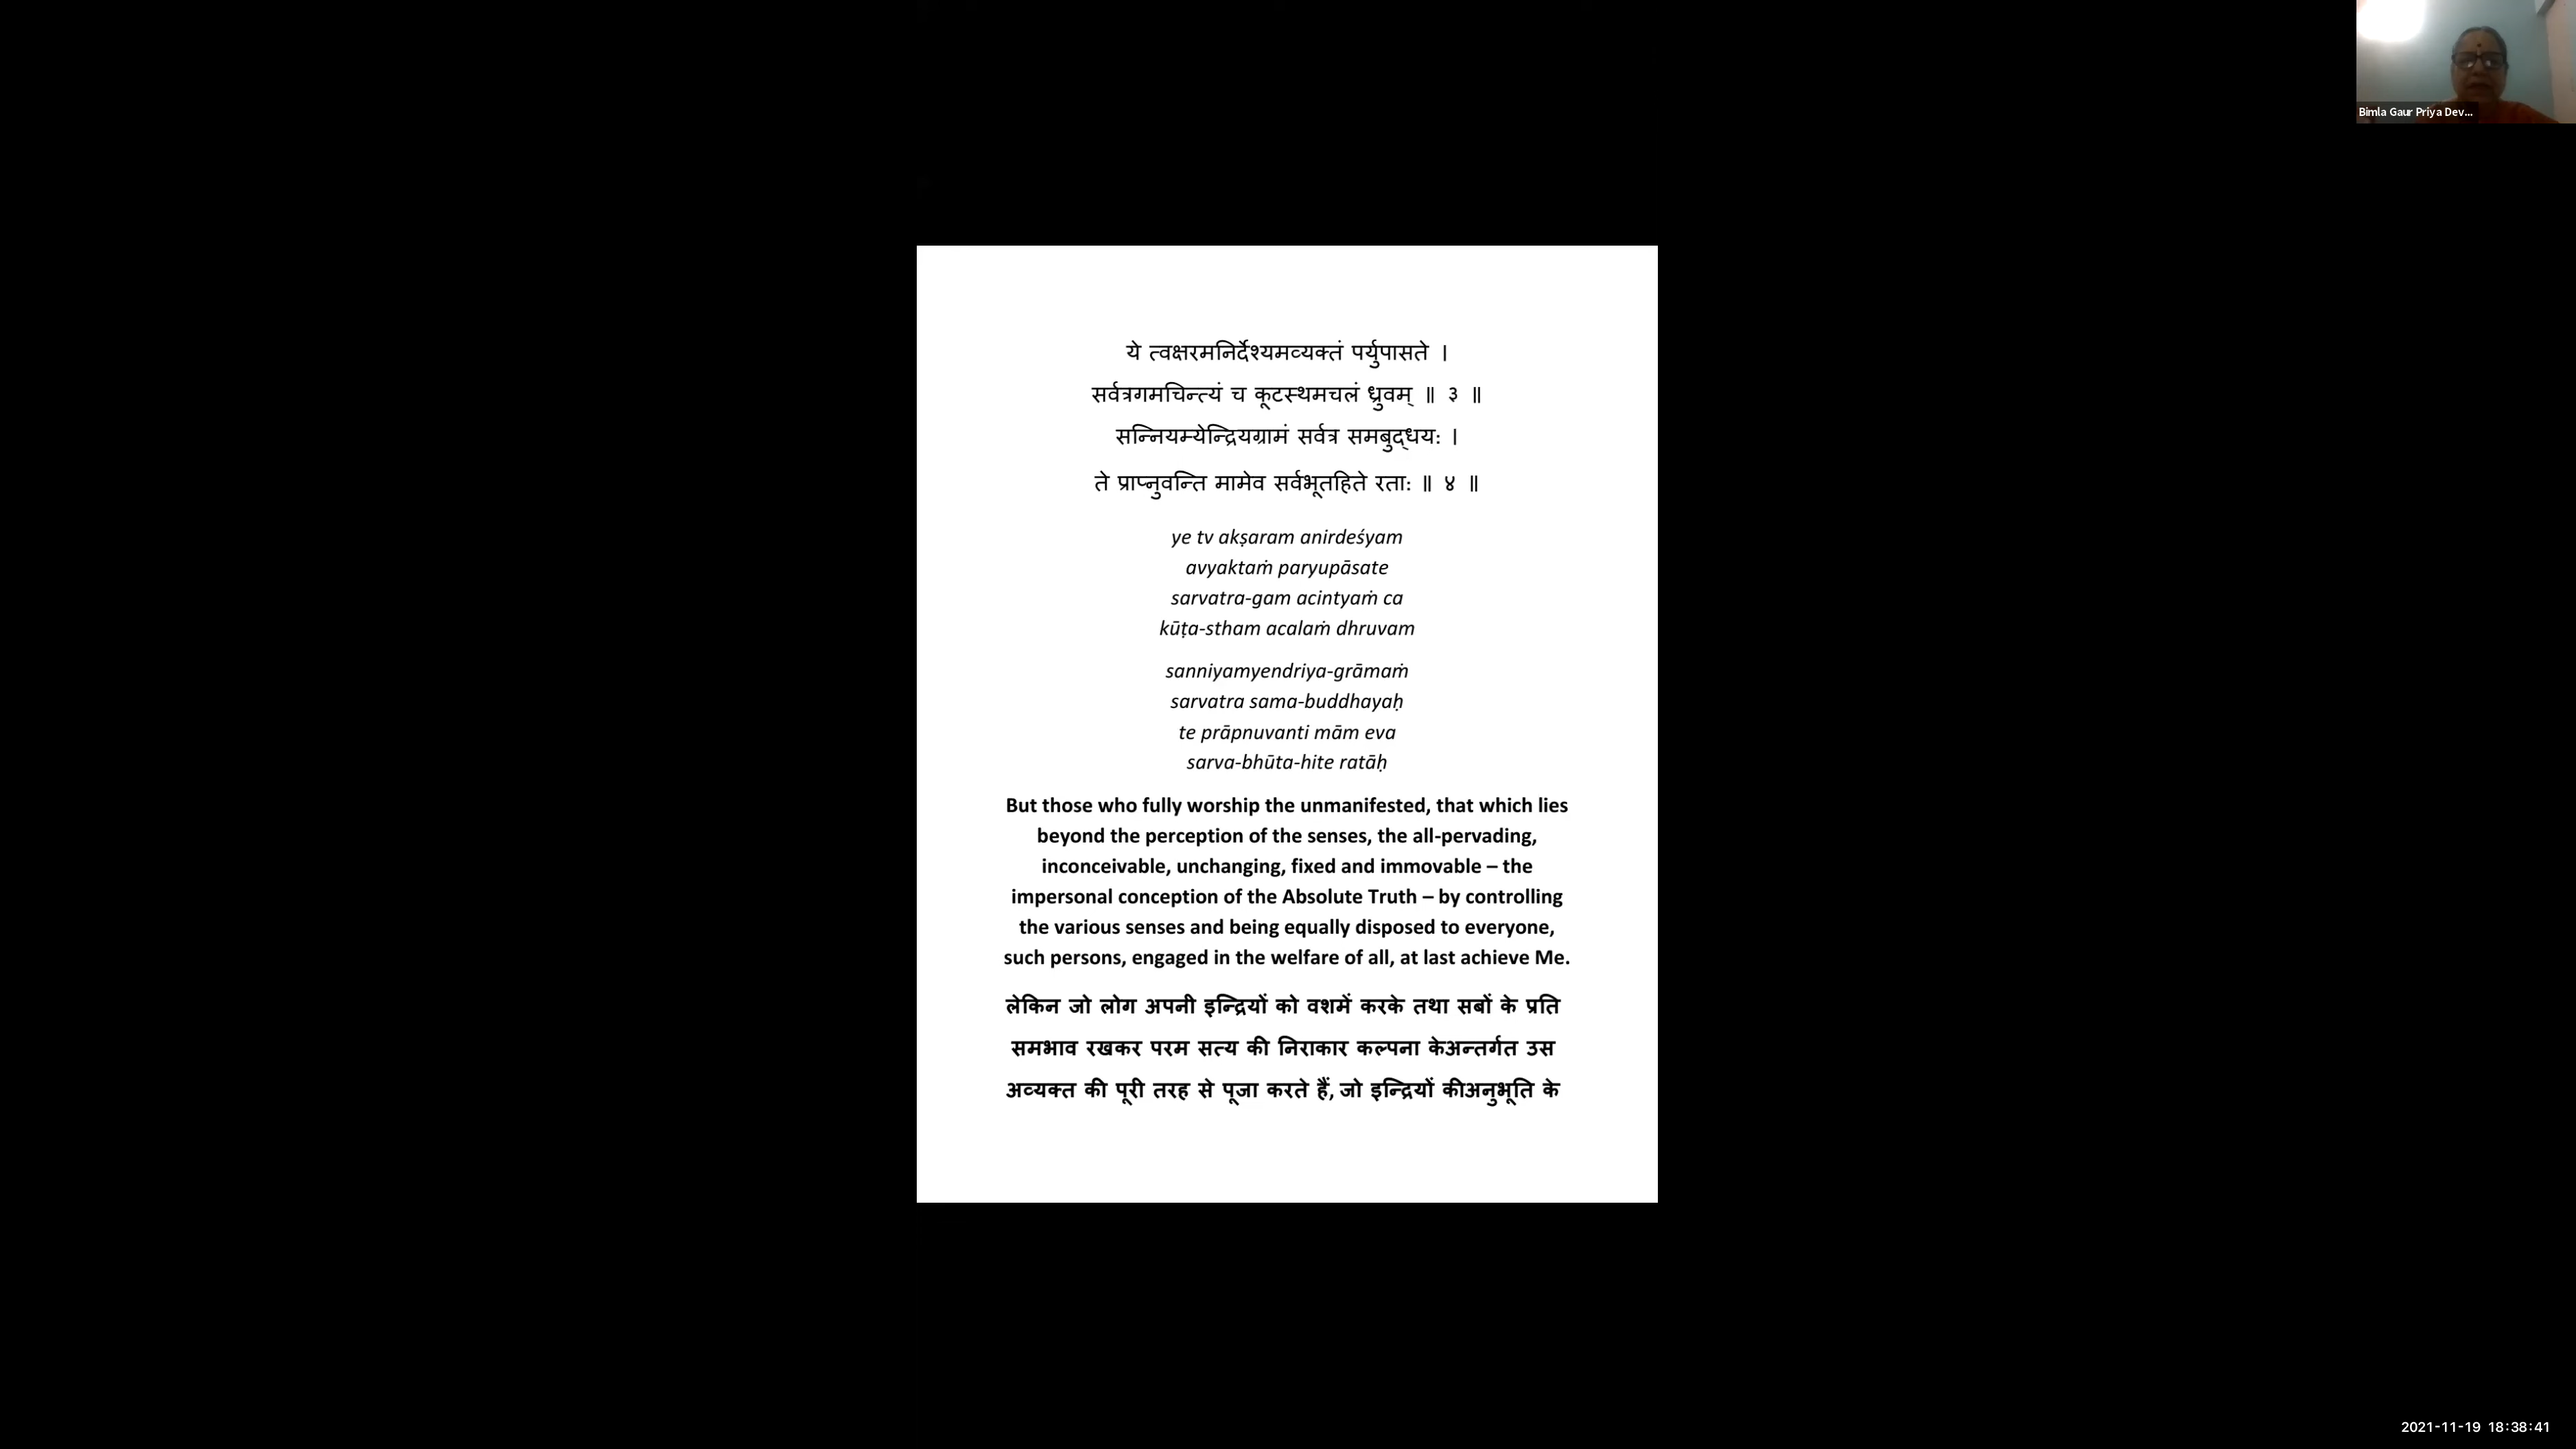 Bimla Gaur Priya Dev...
ये त्वक्षरमनिर्देश्यमव्यक्तं पर्युपासते ।
सर्वत्रगमचिन्त्यं च कूटस्थमचलं ध्रुवम् ॥ ३ ॥
सन्नियम्येन्द्रियग्रामं सर्वत्र समबुद्धयः ।
ते प्राप्नुवन्ति मामेव सर्वभूतहिते रताः ॥ ४ ॥
ye tv akṣaram anirdeśyam
avyaktaṁ paryupāsate
sarvatra-gam acintyaṁ ca
kūṭa-stham acalaṁ dhruvam
sanniyamyendriya-grāmaṁ
sarvatra sama-buddhayaḥ
te prāpnuvanti mām eva
sarva-bhūta-hite ratāḥ
But those who fully worship the unmanifested, that which lies
beyond the perception of the senses, the all-pervading,
inconceivable, unchanging, fixed and immovable – the
impersonal conception of the Absolute Truth – by controlling
the various senses and being equally disposed to everyone,
such persons, engaged in the welfare of all, at last achieve Me.
लेकिन जो लोग अपनी इन्द्रियों को वशमें करके तथा सबों के प्रति
समभाव रखकर परम सत्य की निराकार कल्पना केअन्तर्गत उस
अव्यक्त की पूरी तरह से पूजा करते हैं, जो इन्द्रियों कीअनुभूति के
2021-11-19 18:38:41